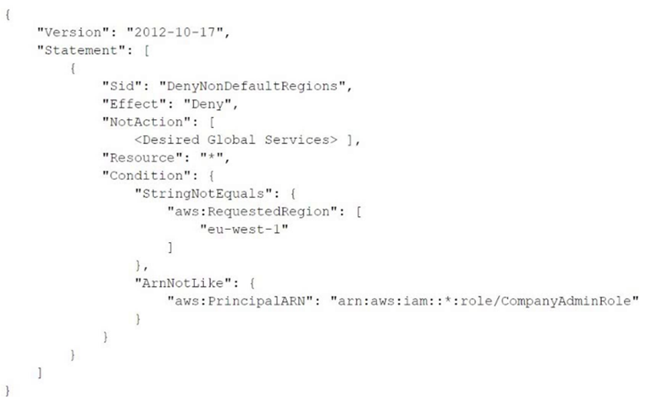 {
    "Version": "2012-10-17",
    "Statement": [
        {
            "Sid": "DenyNonDefaultRegions",
            "Effect": "Deny",
            "NotAction": [
                <Desired Global Services> ],
            "Resource": "*",
            "Condition": {
                "StringNotEquals": {
                    "aws:RequestedRegion": [
                        "eu-west-1"
                    ]
                },
                "ArnNotLike": {
                    "aws:PrincipalARN": "arn:aws:iam::*:role/CompanyAdminRole"
                }
            }
        }
    ]
}